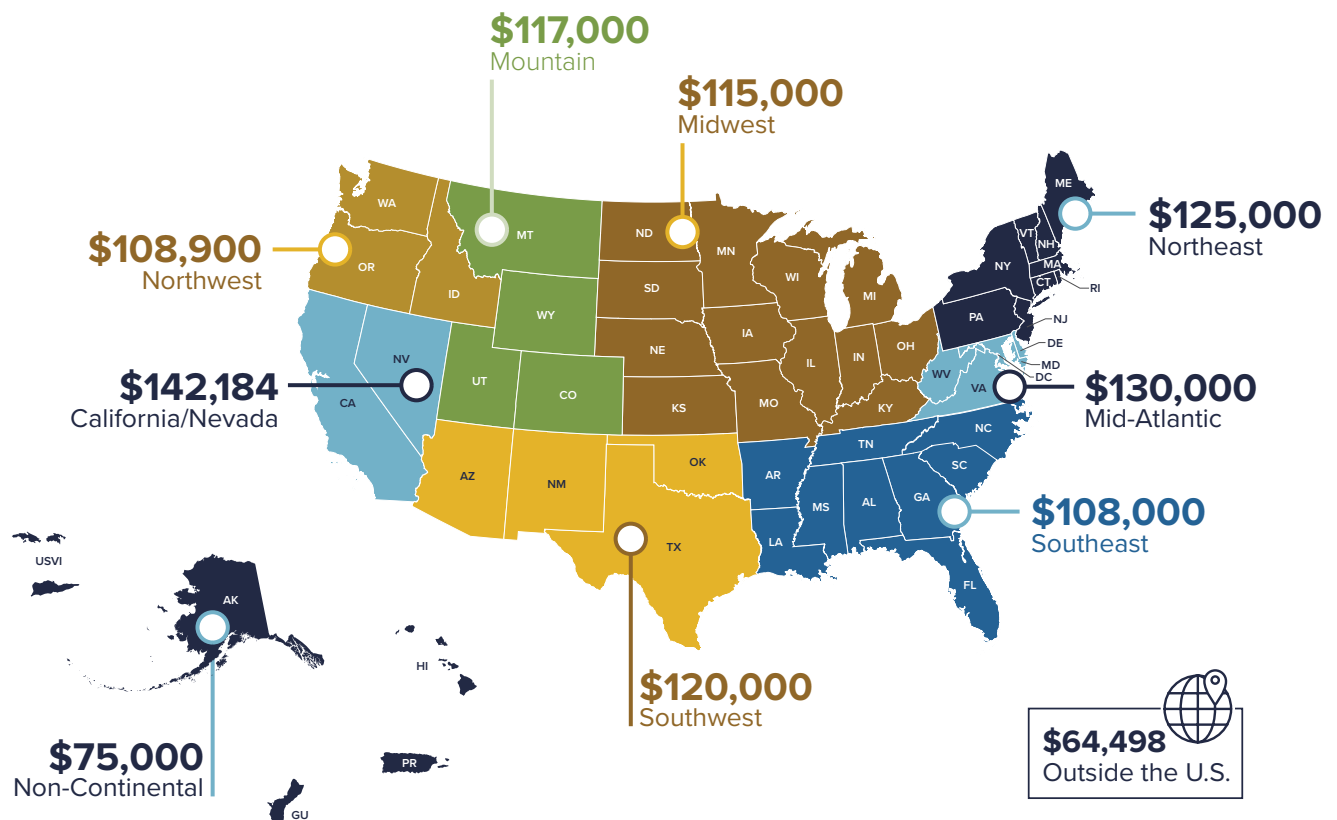 $117,000
Mountain
$115,000
Midwest
ME
$125,000
Northeast
WA
MT
ND
MN
VT
NH
$108,900
Northwest
OR
ID
SD
WI
MI
NY
MA
CT
RI
WY
PA
NJ
NE
IA
IL
IN
OH
DE
MD
DC
NV
UT
CO
KS
MO
KY
WV
VA
$142,184
California/Nevada
CA
$130,000
Mid-Atlantic
AZ
NM
OK
AR
TN
NC
SC
MS
AL
GA
$108,000
Southeast
TX
LA
FL
USVI
AK
HI
$120,000
Southwest
$75,000
Non-Continental
PR
GU
$64,498
Outside the U.S.